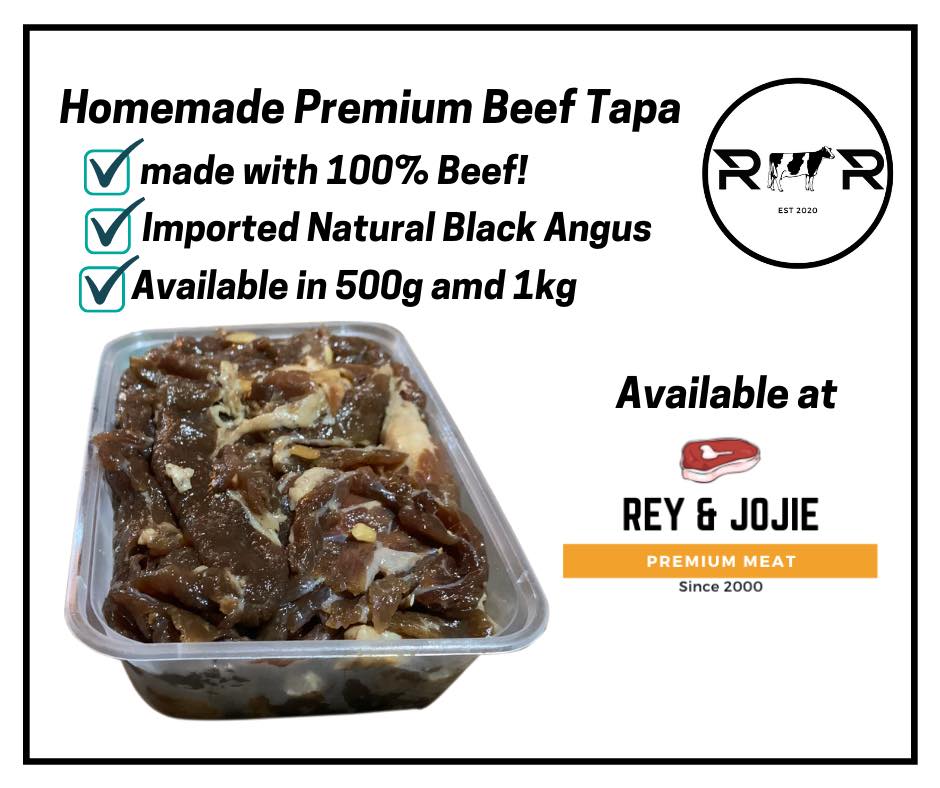 Homemade Premium Beef Tapa
made with 100% Beef!
Imported Natural Black Angus
Available in 500g amd 1kg
R R
EST 2020
Available at
REY & JOJIE
PREMIUM MEAT
Since 2000